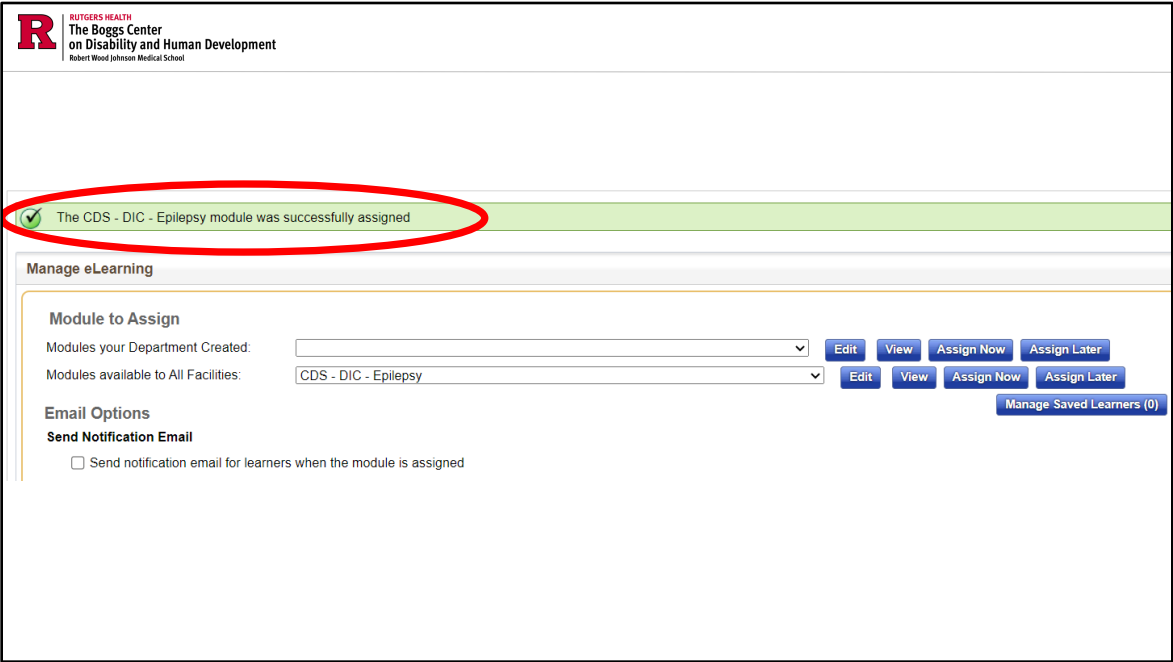 R
RUTGERS HEALTH
The Boggs Center
on Disability and Human Development
Robert Wood Johnson Medical School
The CDS - DIC - Epilepsy module was successfully assigned
Manage eLearning
Module to Assign
Modules your Department Created: Edit View Assign Now Assign Later
Modules available to All Facilities: CDS - DIC - Epilepsy Edit View Assign Now Assign Later
Manage Saved Learners (0)
Email Options
Send Notification Email
Send notification email for learners when the module is assigned